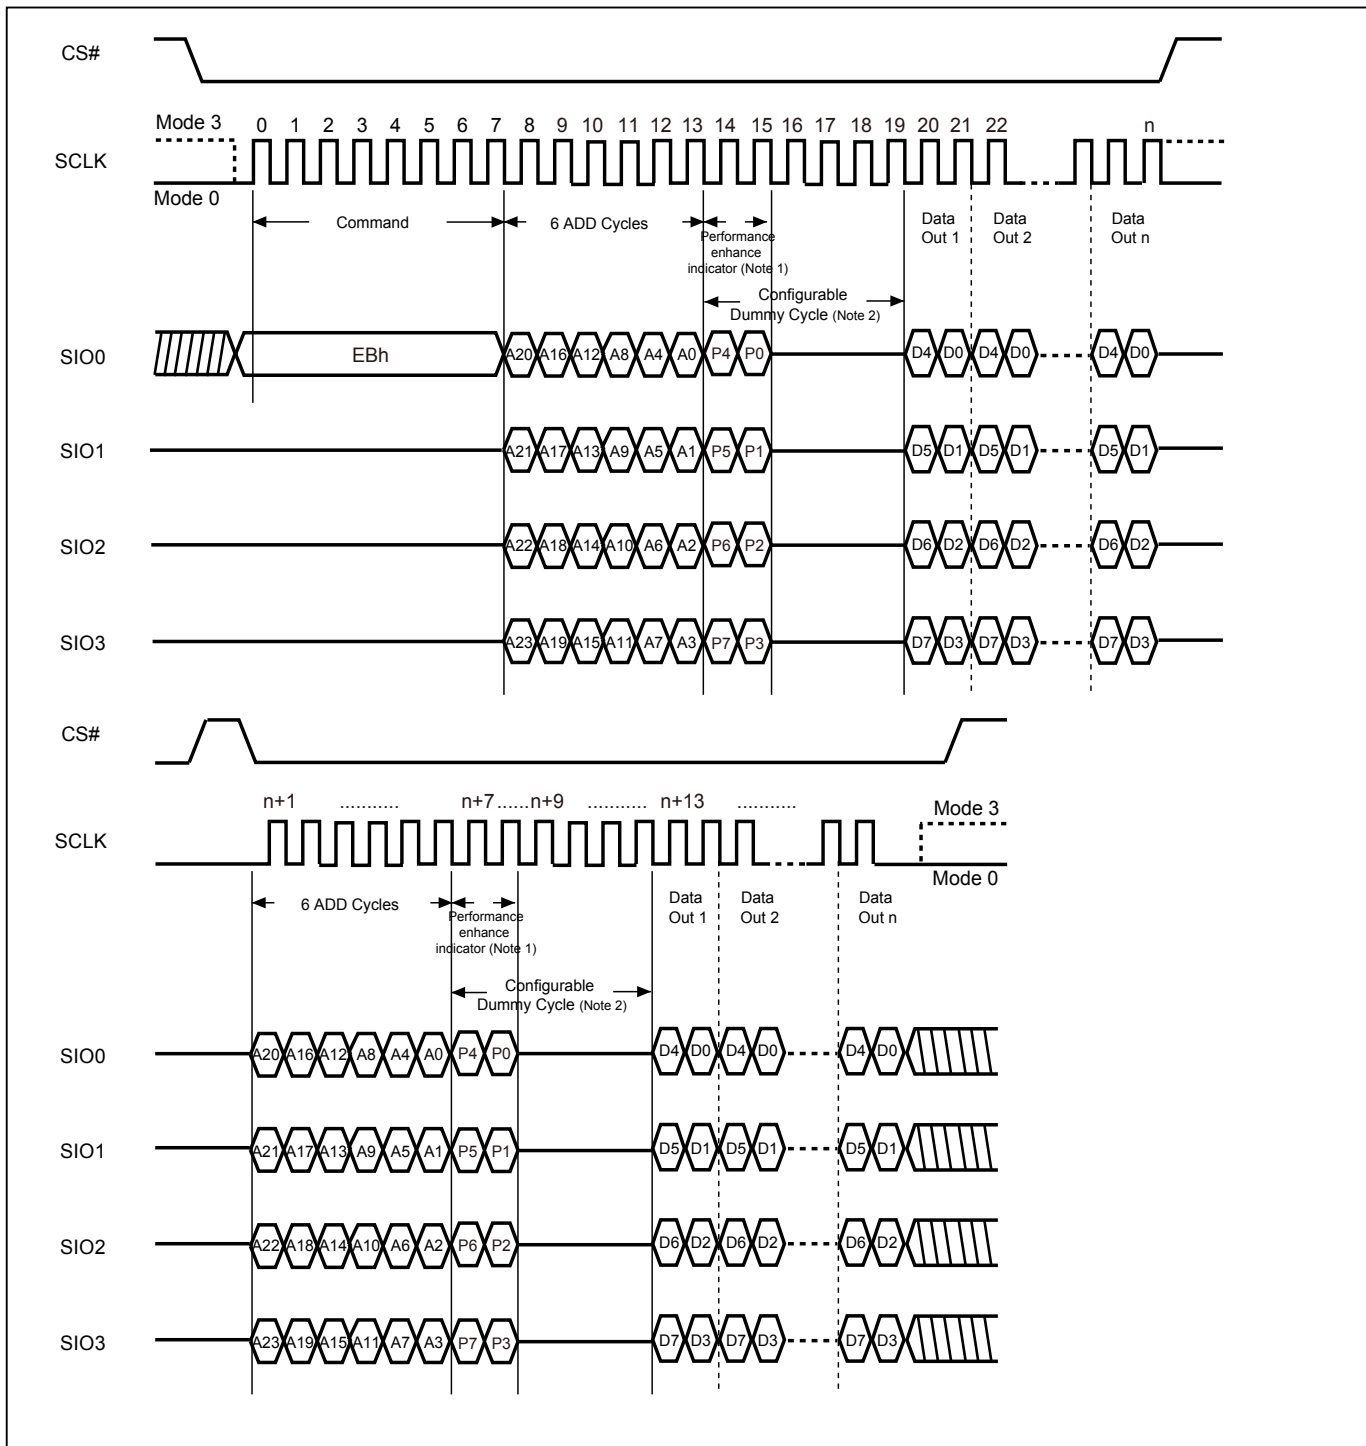 CS#
Mode 3
0 1 2 3 4 5 6 7 8 9 10 11 12 13 14 15 16 17 18 19 20 21 22 n
SCLK
Mode 0
Command
6 ADD Cycles
Performance
enhance
indicator (Note 1)
Data
Out 1
Data
Out 2
Data
Out n
Configurable
Dummy Cycle (Note 2)
SIO0 EBh A20 A16 A12 A8 A4 A0 P4 P0 D4 D0 D4 D0 D4 D0
SIO1 A21 A17 A13 A9 A5 A1 P5 P1 D5 D1 D5 D1 D5 D1
SIO2 A22 A18 A14 A10 A6 A2 P6 P2 D6 D2 D6 D2 D6 D2
SIO3 A23 A19 A15 A11 A7 A3 P7 P3 D7 D3 D7 D3 D7 D3
CS#
n+1 ........... n+7 ......n+9 ........... n+13 ...........
Mode 3
SCLK
Mode 0
6 ADD Cycles
Performance
enhance
indicator (Note 1)
Data
Out 1
Data
Out 2
Data
Out n
Configurable
Dummy Cycle (Note 2)
SIO0 A20 A16 A12 A8 A4 A0 P4 P0 D4 D0 D4 D0 D4 D0
SIO1 A21 A17 A13 A9 A5 A1 P5 P1 D5 D1 D5 D1 D5 D1
SIO2 A22 A18 A14 A10 A6 A2 P6 P2 D6 D2 D6 D2 D6 D2
SIO3 A23 A19 A15 A11 A7 A3 P7 P3 D7 D3 D7 D3 D7 D3